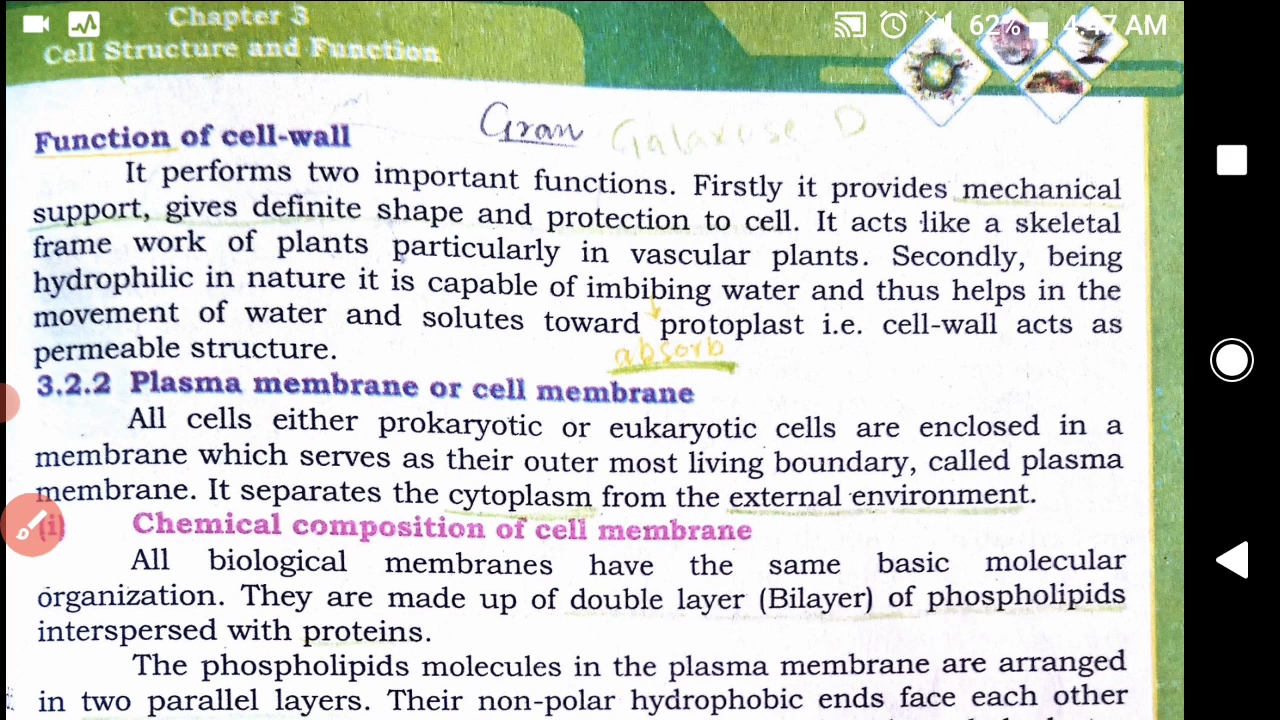 Chapter 3
62% 4:47 AM
Cell Structure and Function
Gran Galaxose D
Function of cell-wall
It performs two important functions. Firstly it provides mechanical
support, gives definite shape and protection to cell. It acts like a skeletal
frame work of plants particularly in vascular plants. Secondly, being
hydrophilic in nature it is capable of imbibing water and thus helps in the
movement of water and solutes toward protoplast i.e. cell-wall acts as
permeable structure.
absorb
3.2.2 Plasma membrane or cell membrane
All cells either prokaryotic or eukaryotic cells are enclosed in a
membrane which serves as their outer most living boundary, called plasma
membrane. It separates the cytoplasm from the external environment.
(i) Chemical composition of cell membrane
All biological membranes have the same basic molecular
organization. They are made up of double layer (Bilayer) of phospholipids
interspersed with proteins.
The phospholipids molecules in the plasma membrane are arranged
in two parallel layers. Their non-polar hydrophobic ends face each other